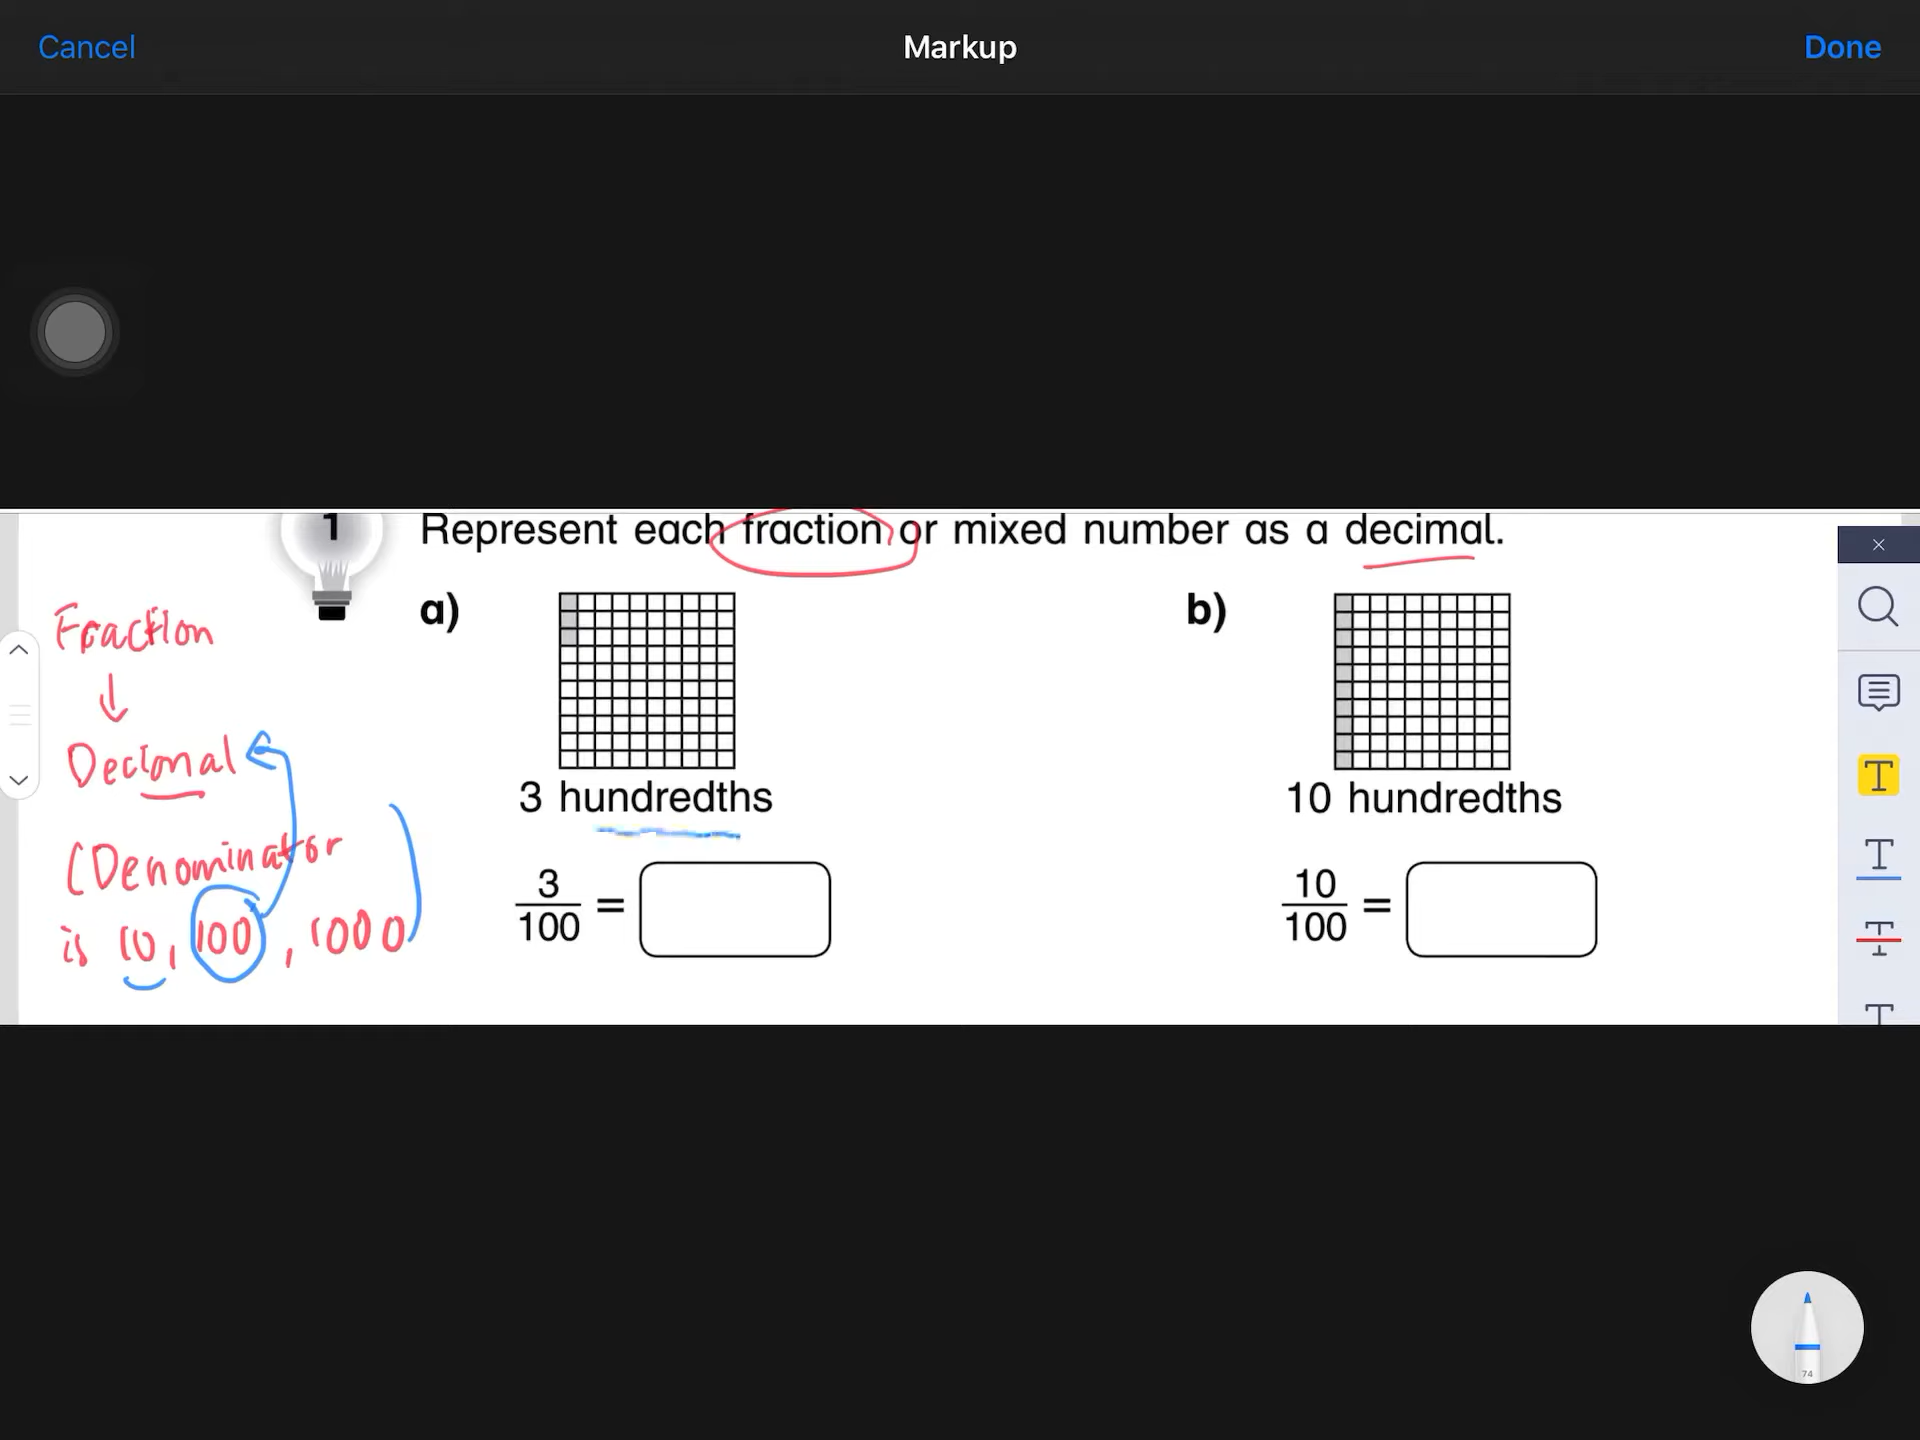 Cancel
Markup
Done
1 Represent each fraction or mixed number as a decimal.
a)
b)
Fraction
↓
Decimal
(Denominator
is 10, 100, 1000)
3 hundredths
10 hundredths
3/100 =
10/100 =
T
T
T
T
74